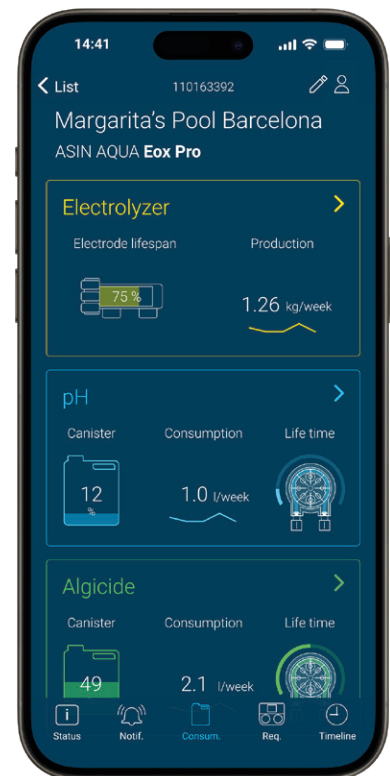 14:41
List
110163392
Margarita's Pool Barcelona
ASIN AQUA Eox Pro
Electrolyzer
Electrode lifespan Production
75 %
1.26 kg/week
pH
Canister Consumption Life time
12
%
1.0 l/week
Algicide
Canister Consumption Life time
49
2.1 l/week
Status Notif. Consum. Req. Timeline